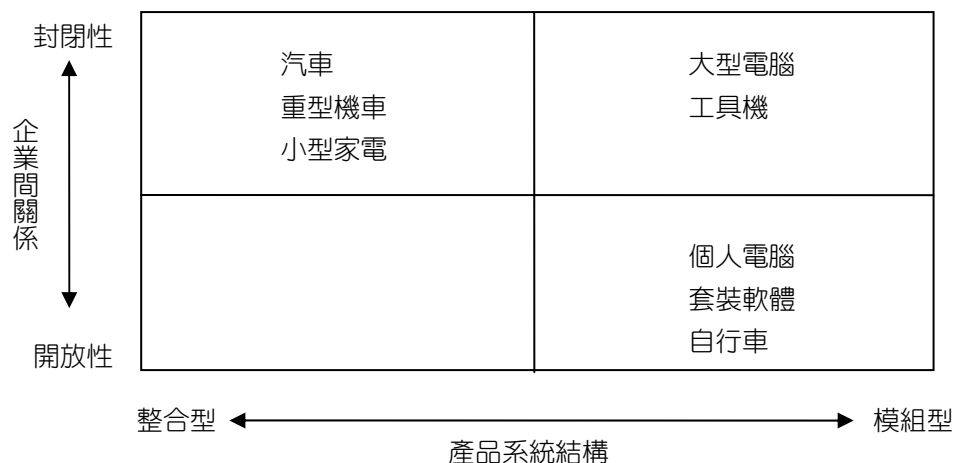 封閉性
汽車
重型機車
小型家電
大型電腦
工具機
企業間關係
個人電腦
套裝軟體
自行車
開放性
整合型
模組型
產品系統結構